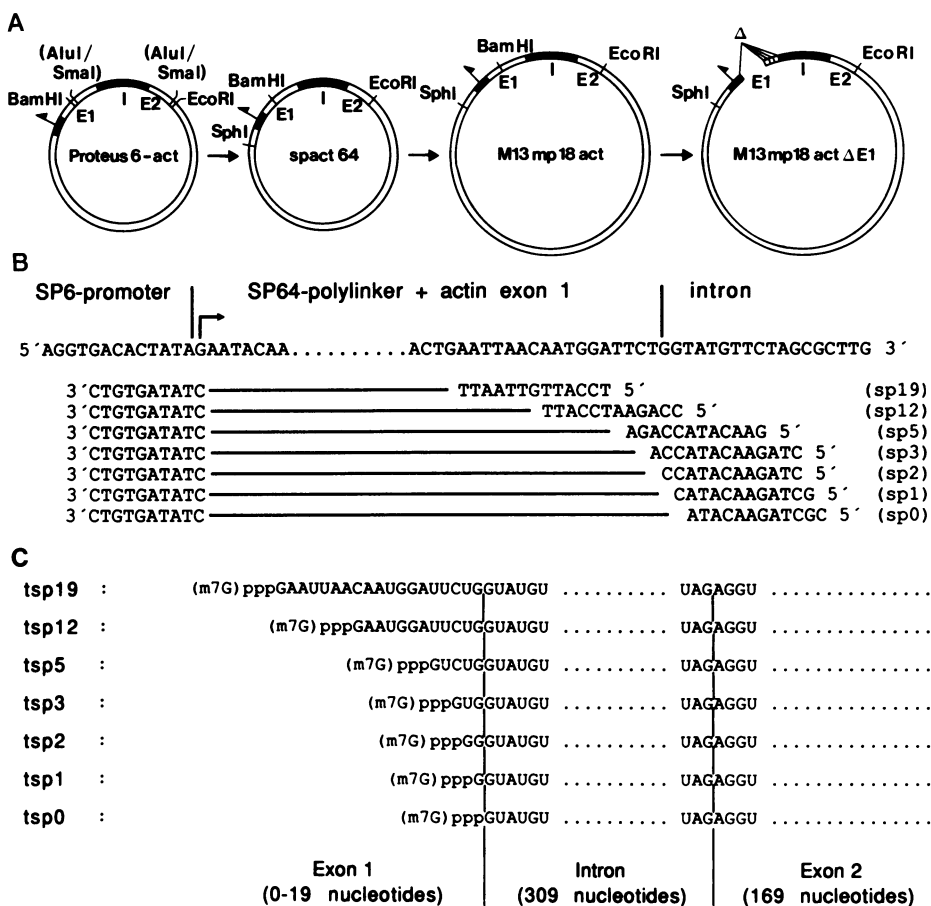 A
(AluI/
SmaI)
(AluI/
SmaI)
BamHI
EcoRI
E1
I
E2
Proteus 6-act
BamHI
EcoRI
SphI
E1
I
E2
spact 64
BamHI
EcoRI
SphI
E1
I
E2
M13 mp18 act
Δ
EcoRI
SphI
E1
I
E2
M13mp18 act ΔE1
B
SP6-promoter
SP64-polylinker + actin exon 1
intron
5´AGGTGACACTATAGAATACAA..........ACTGAATTAACAATGGATTCTGGTATGTTCTAGCGCTTG 3´
3´CTGTGATATC TTAATTGTTACCT 5´ (sp19)
3´CTGTGATATC TTACCTAAGACC 5´ (sp12)
3´CTGTGATATC AGACCATACAAG 5´ (sp5)
3´CTGTGATATC ACCATACAAGATC 5´ (sp3)
3´CTGTGATATC CCATACAAGATC 5´ (sp2)
3´CTGTGATATC CATACAAGATCG 5´ (sp1)
3´CTGTGATATC ATACAAGATCGC 5´ (sp0)
C
tsp19 : (m7G)pppGAAUUAACAAUGGAUUCUGGUAUGU .......... UAGAGGU ................
tsp12 : (m7G)pppGAAUGGAUUCUGGUAUGU .......... UAGAGGU ................
tsp5 : (m7G)pppGUCUGGUAUGU .......... UAGAGGU ................
tsp3 : (m7G)pppGUGGUAUGU .......... UAGAGGU ................
tsp2 : (m7G)pppGGGUAUGU .......... UAGAGGU ................
tsp1 : (m7G)pppGGUAUGU .......... UAGAGGU ................
tsp0 : (m7G)pppGUAUGU .......... UAGAGGU ................
Exon 1
(0-19 nucleotides)
Intron
(309 nucleotides)
Exon 2
(169 nucleotides)